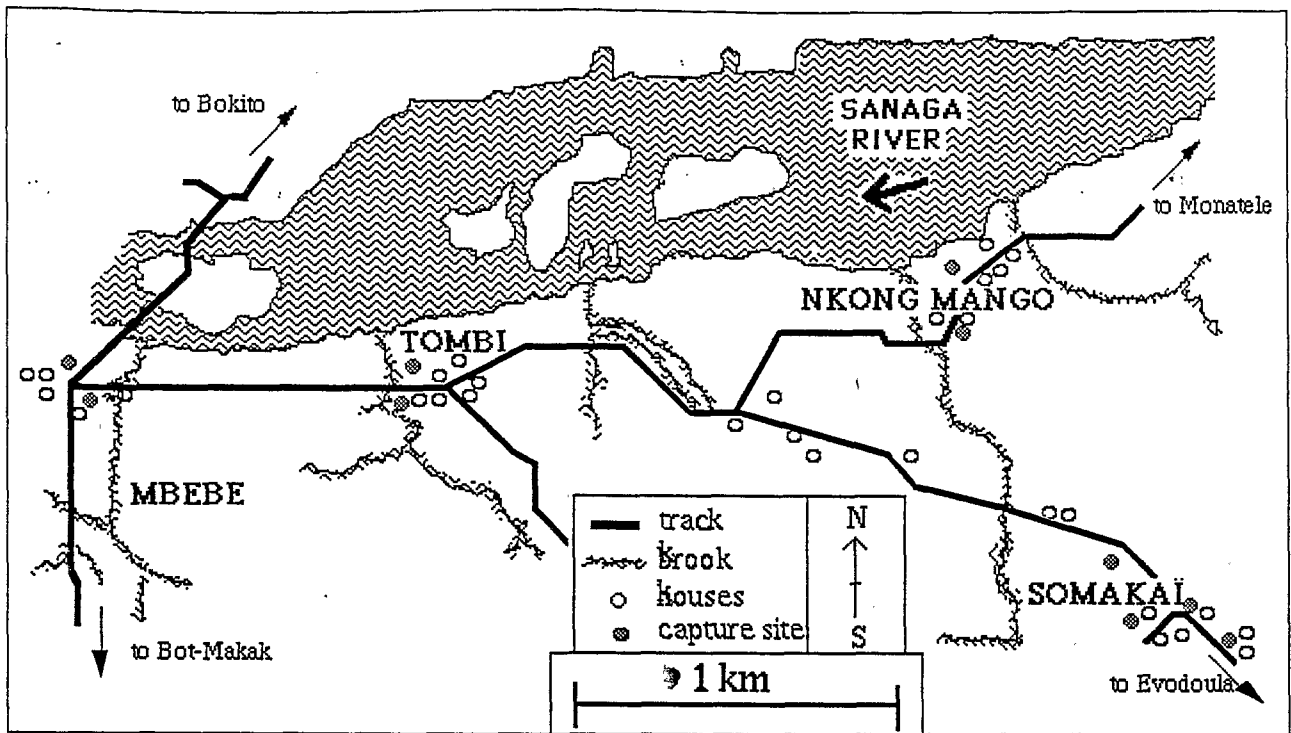 to Bokito
SANAGA
RIVER
to Monatele
NKONG MANGO
TOMBI
MBEBE
track
brook
houses
capture site
N
S
SOMAKAÏ
to Bot-Makak
to Evodoula
1 km